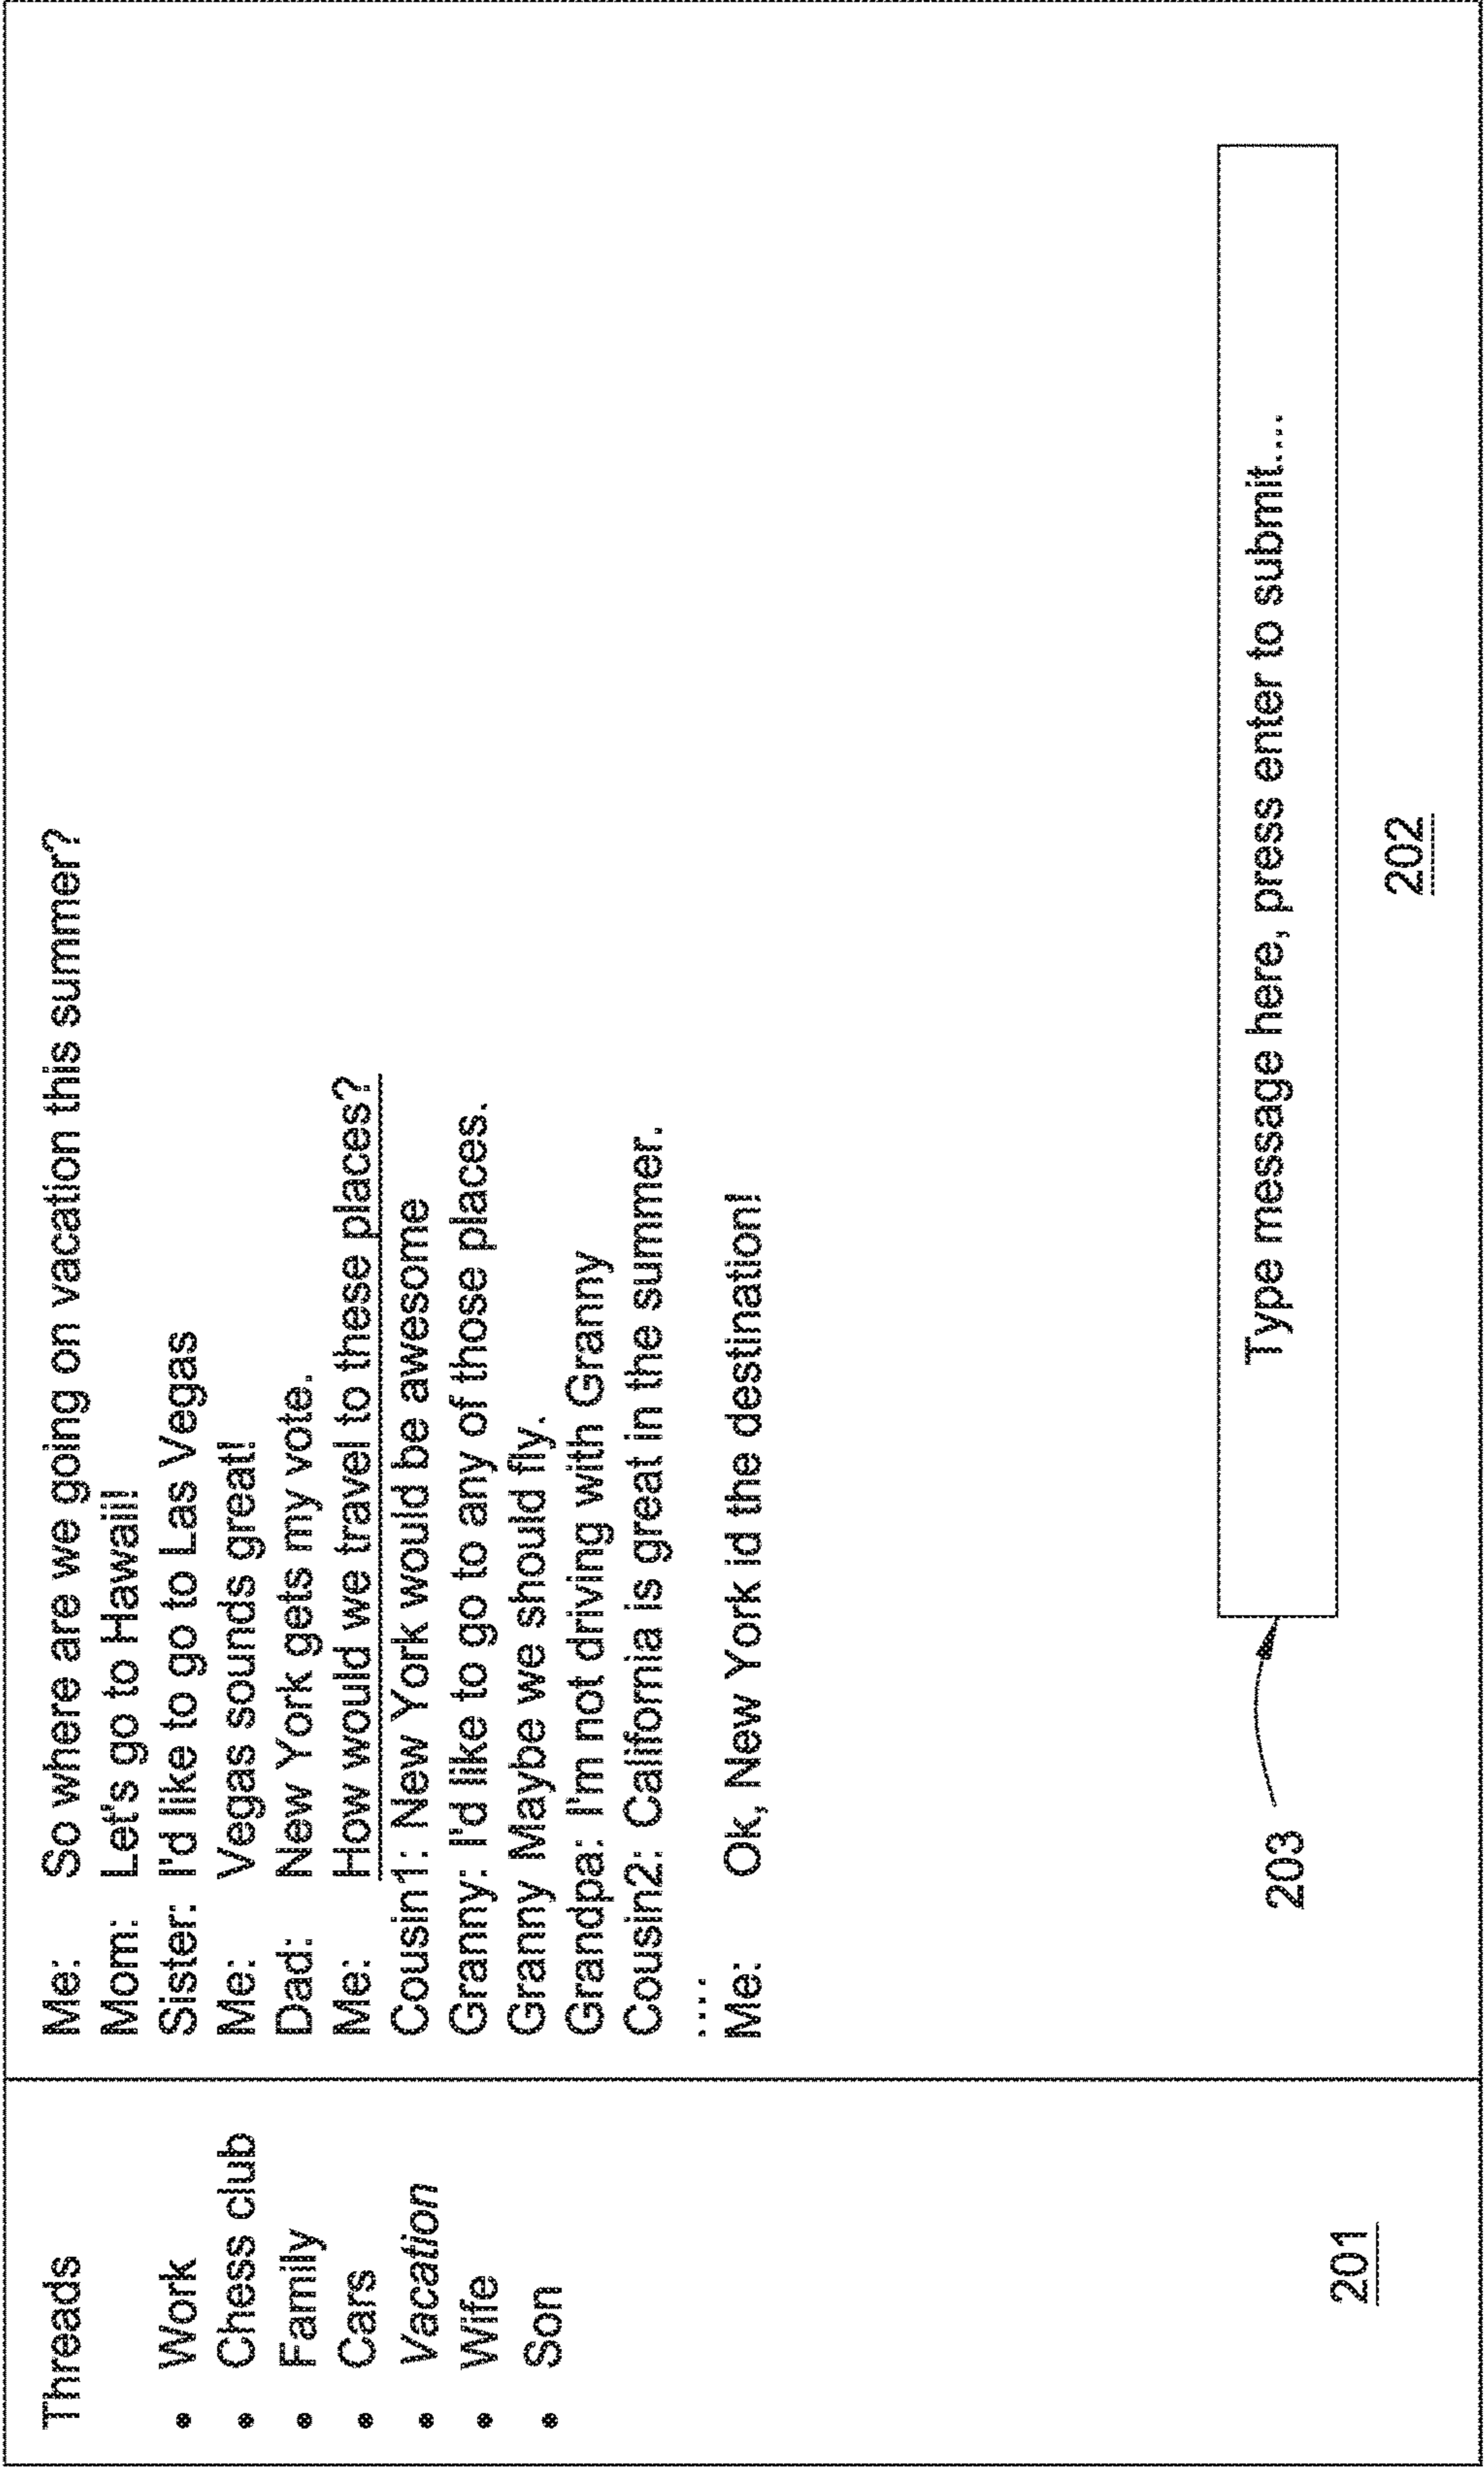 Threads
• Work
• Chess club
• Family
• Cars
• Vacation
• Wife
• Son
201
Me: So where are we going on vacation this summer?
Mom: Let's go to Hawaii!
Sister: I'd like to go to Las Vegas
Me: Vegas sounds great!
Dad: New York gets my vote.
Me: How would we travel to these places?
Cousin1: New York would be awesome
Granny: I'd like to go to any of those places.
Granny Maybe we should fly.
Grandpa: I'm not driving with Granny
Cousin2: California is great in the summer.
....
Me: Ok, New York id the destination!
203
Type message here, press enter to submit....
202